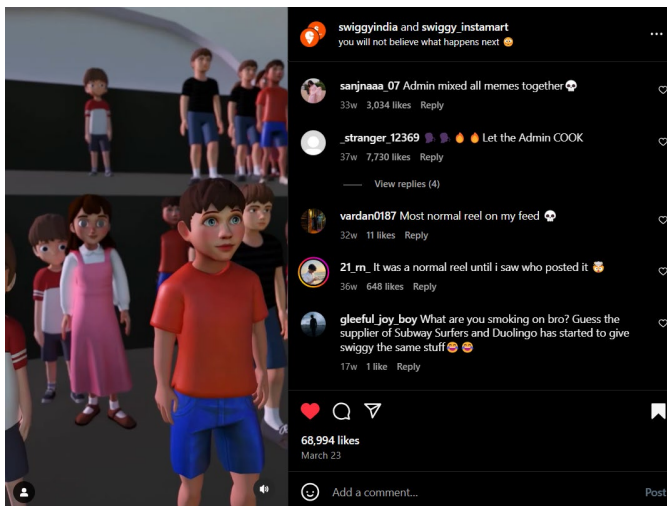 swiggyindia and swiggy_instamart
you will not believe what happens next 🤭
sanjnaaa_07 Admin mixed all memes together💀
33w 3,034 likes Reply
_stranger_12369 🗣️🗣️🔥🔥Let the Admin COOK
37w 7,730 likes Reply
View replies (4)
vardan0187 Most normal reel on my feed 💀
32w 11 likes Reply
21_rn_ It was a normal reel until i saw who posted it 🤯
36w 648 likes Reply
gleeful_joy_boy What are you smoking on bro? Guess the
supplier of Subway Surfers and Duolingo has started to give
swiggy the same stuff😂😂
17w 1 like Reply
68,994 likes
March 23
Add a comment...
Post